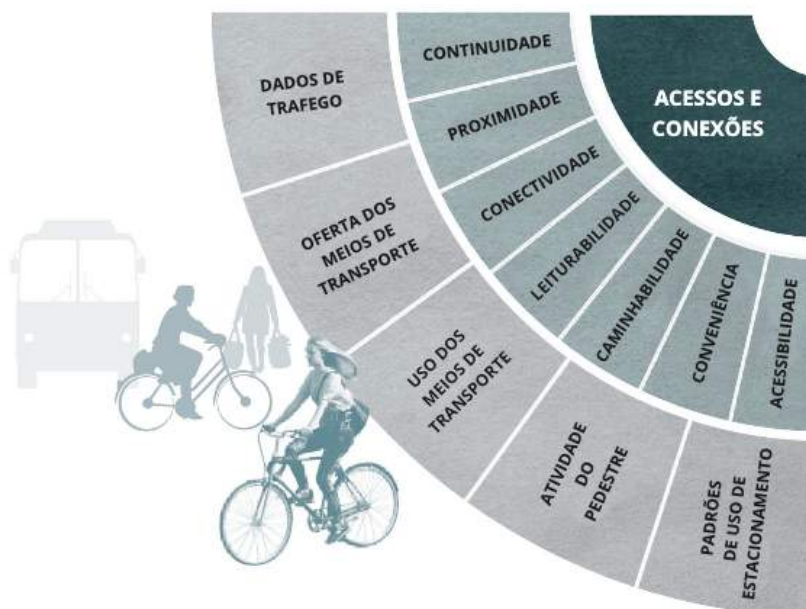 ACESSOS E
CONEXÕES
CONTINUIDADE
PROXIMIDADE
CONECTIVIDADE
LEITURABILIDADE
CAMINHABILIDADE
CONVENIÊNCIA
ACESSIBILIDADE
DADOS DE
TRAFEGO
OFERTA DOS
MEIOS DE
TRANSPORTE
USO DOS
MEIOS DE
TRANSPORTE
ATIVIDADE
DO
PEDESTRE
PADRÕES
DE USO DE
ESTACIONAMENTO